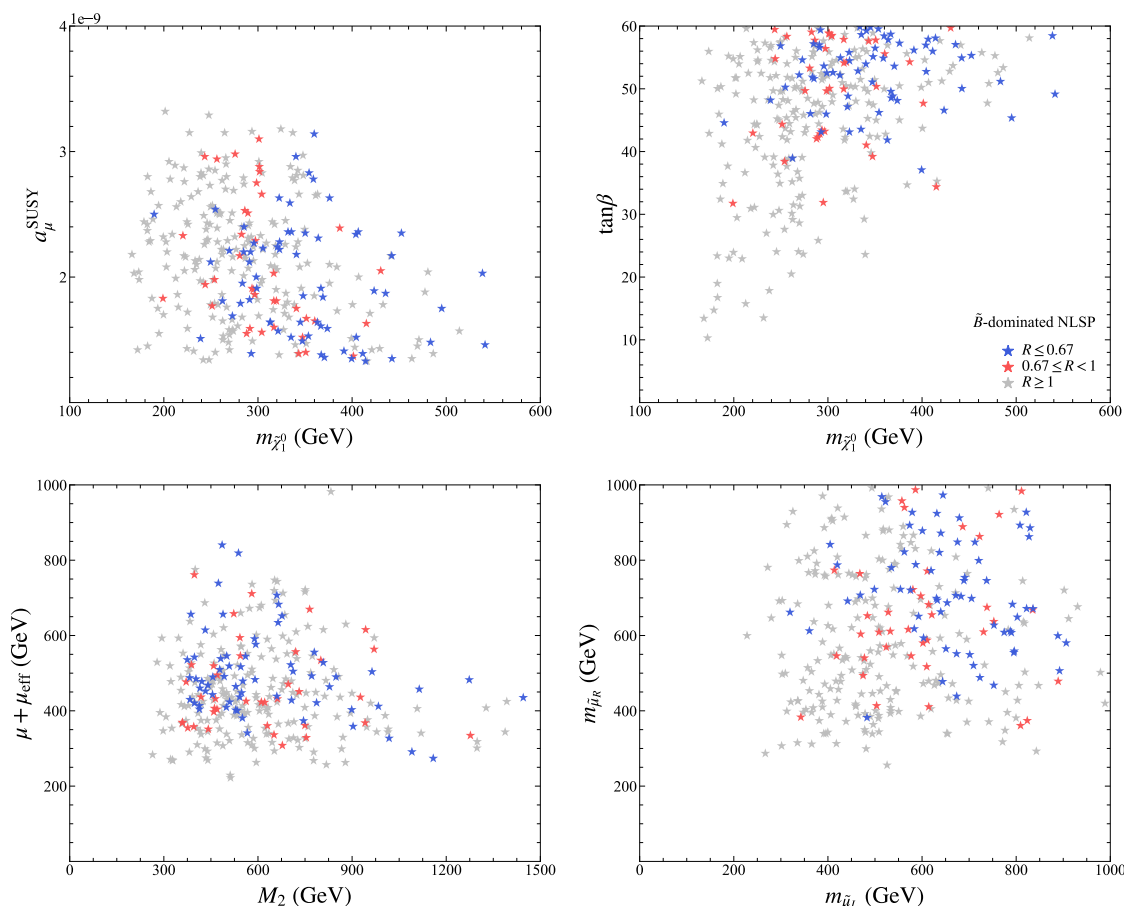 1e−9
4
3
2
a_μ^SUSY
100 200 300 400 500 600
m_χ̃₁⁰ (GeV)
60
50
40
30
20
10
tanβ
B̃-dominated NLSP
R ≤ 0.67
0.67 ≤ R < 1
R ≥ 1
100 200 300 400 500 600
m_χ̃₁⁰ (GeV)
1000
800
600
400
200
μ + μ_eff (GeV)
0 300 600 900 1200 1500
M₂ (GeV)
1000
800
600
400
200
m_μ̃_R (GeV)
0 200 400 600 800 1000
m_μ̃_L (GeV)